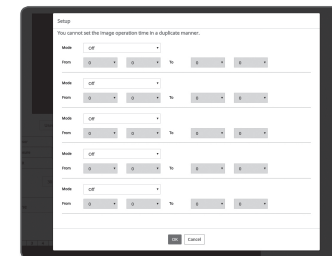 Setup
You cannot set the image operation time in a duplicate manner.
Mode Off
From 0 0 To 0 0
Mode Off
From 0 0 To 0 0
Mode Off
From 0 0 To 0 0
Mode Off
From 0 0 To 0 0
Mode Off
From 0 0 To 0 0
OK Cancel